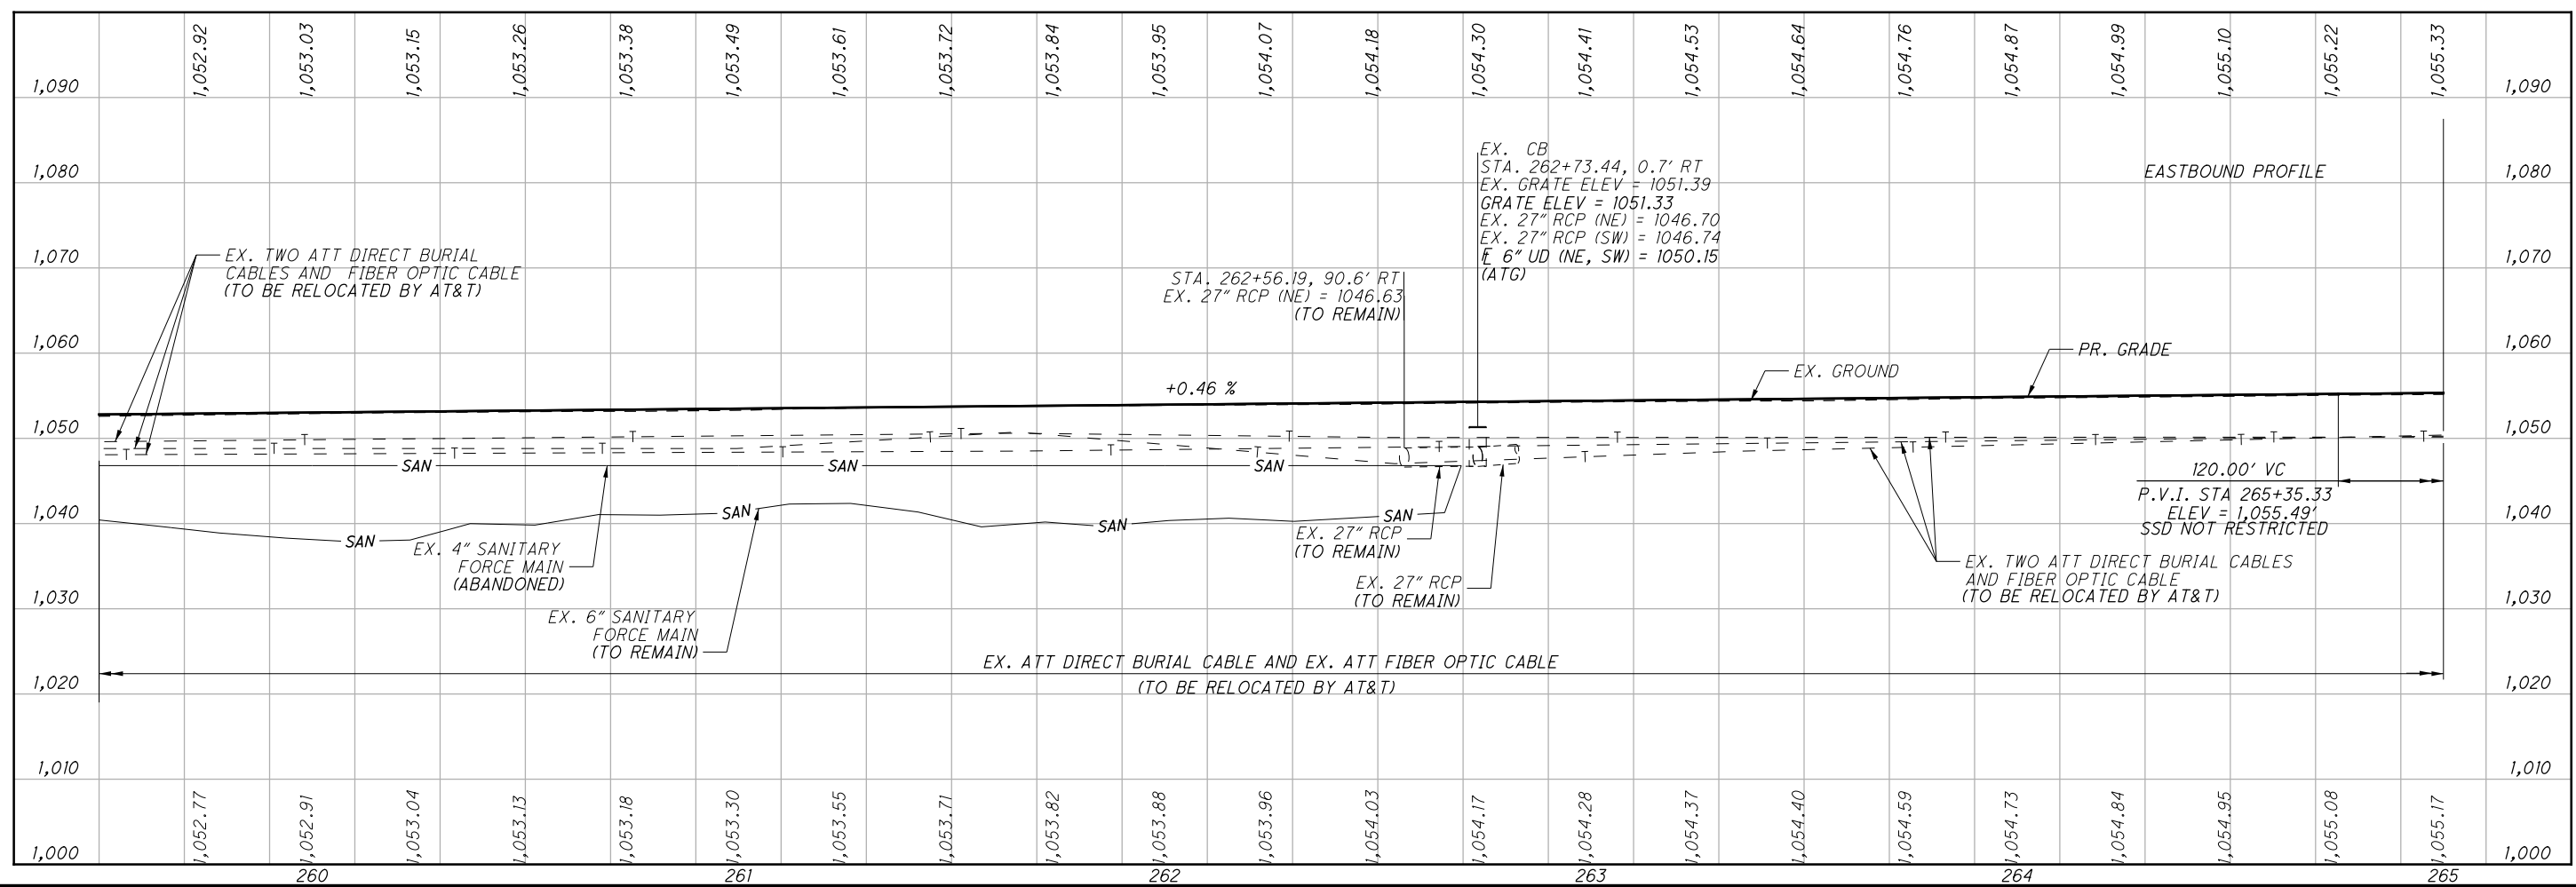 1,052.92 1,053.03 1,053.15 1,053.26 1,053.38 1,053.49 1,053.61 1,053.72 1,053.84 1,053.95 1,054.07 1,054.18 1,054.30 1,054.41 1,054.53 1,054.64 1,054.76 1,054.87 1,054.99 1,055.10 1,055.22 1,055.33
1,090 1,090
EX. CB
STA. 262+73.44, 0.7' RT
EX. GRATE ELEV = 1051.39
GRATE ELEV = 1051.33
EX. 27" RCP (NE) = 1046.70
EX. 27" RCP (SW) = 1046.74
6" UD (NE, SW) = 1050.15
(ATG)
EASTBOUND PROFILE
1,080 1,080
EX. TWO ATT DIRECT BURIAL
CABLES AND FIBER OPTIC CABLE
(TO BE RELOCATED BY AT&T)
1,070 1,070
STA. 262+56.19, 90.6' RT
EX. 27" RCP (NE) = 1046.63
(TO REMAIN)
1,060 1,060
PR. GRADE
EX. GROUND
+0.46 %
1,050 1,050
T T T T T T T T T T T T T T T T T T T T T T T T
SAN SAN SAN
120.00' VC
P.V.I. STA 265+35.33
ELEV = 1,055.49'
SSD NOT RESTRICTED
1,040 1,040
SAN SAN SAN SAN
EX. 27" RCP
(TO REMAIN)
EX. 4" SANITARY
FORCE MAIN
(ABANDONED)
EX. TWO ATT DIRECT BURIAL CABLES
AND FIBER OPTIC CABLE
(TO BE RELOCATED BY AT&T)
EX. 27" RCP
(TO REMAIN)
1,030 1,030
EX. 6" SANITARY
FORCE MAIN
(TO REMAIN)
EX. ATT DIRECT BURIAL CABLE AND EX. ATT FIBER OPTIC CABLE
(TO BE RELOCATED BY AT&T)
1,020 1,020
1,010 1,010
1,052.77 1,052.91 1,053.04 1,053.13 1,053.18 1,053.30 1,053.55 1,053.71 1,053.82 1,053.88 1,053.96 1,054.03 1,054.17 1,054.28 1,054.37 1,054.40 1,054.59 1,054.73 1,054.84 1,054.95 1,055.08 1,055.17
1,000 1,000
260 261 262 263 264 265